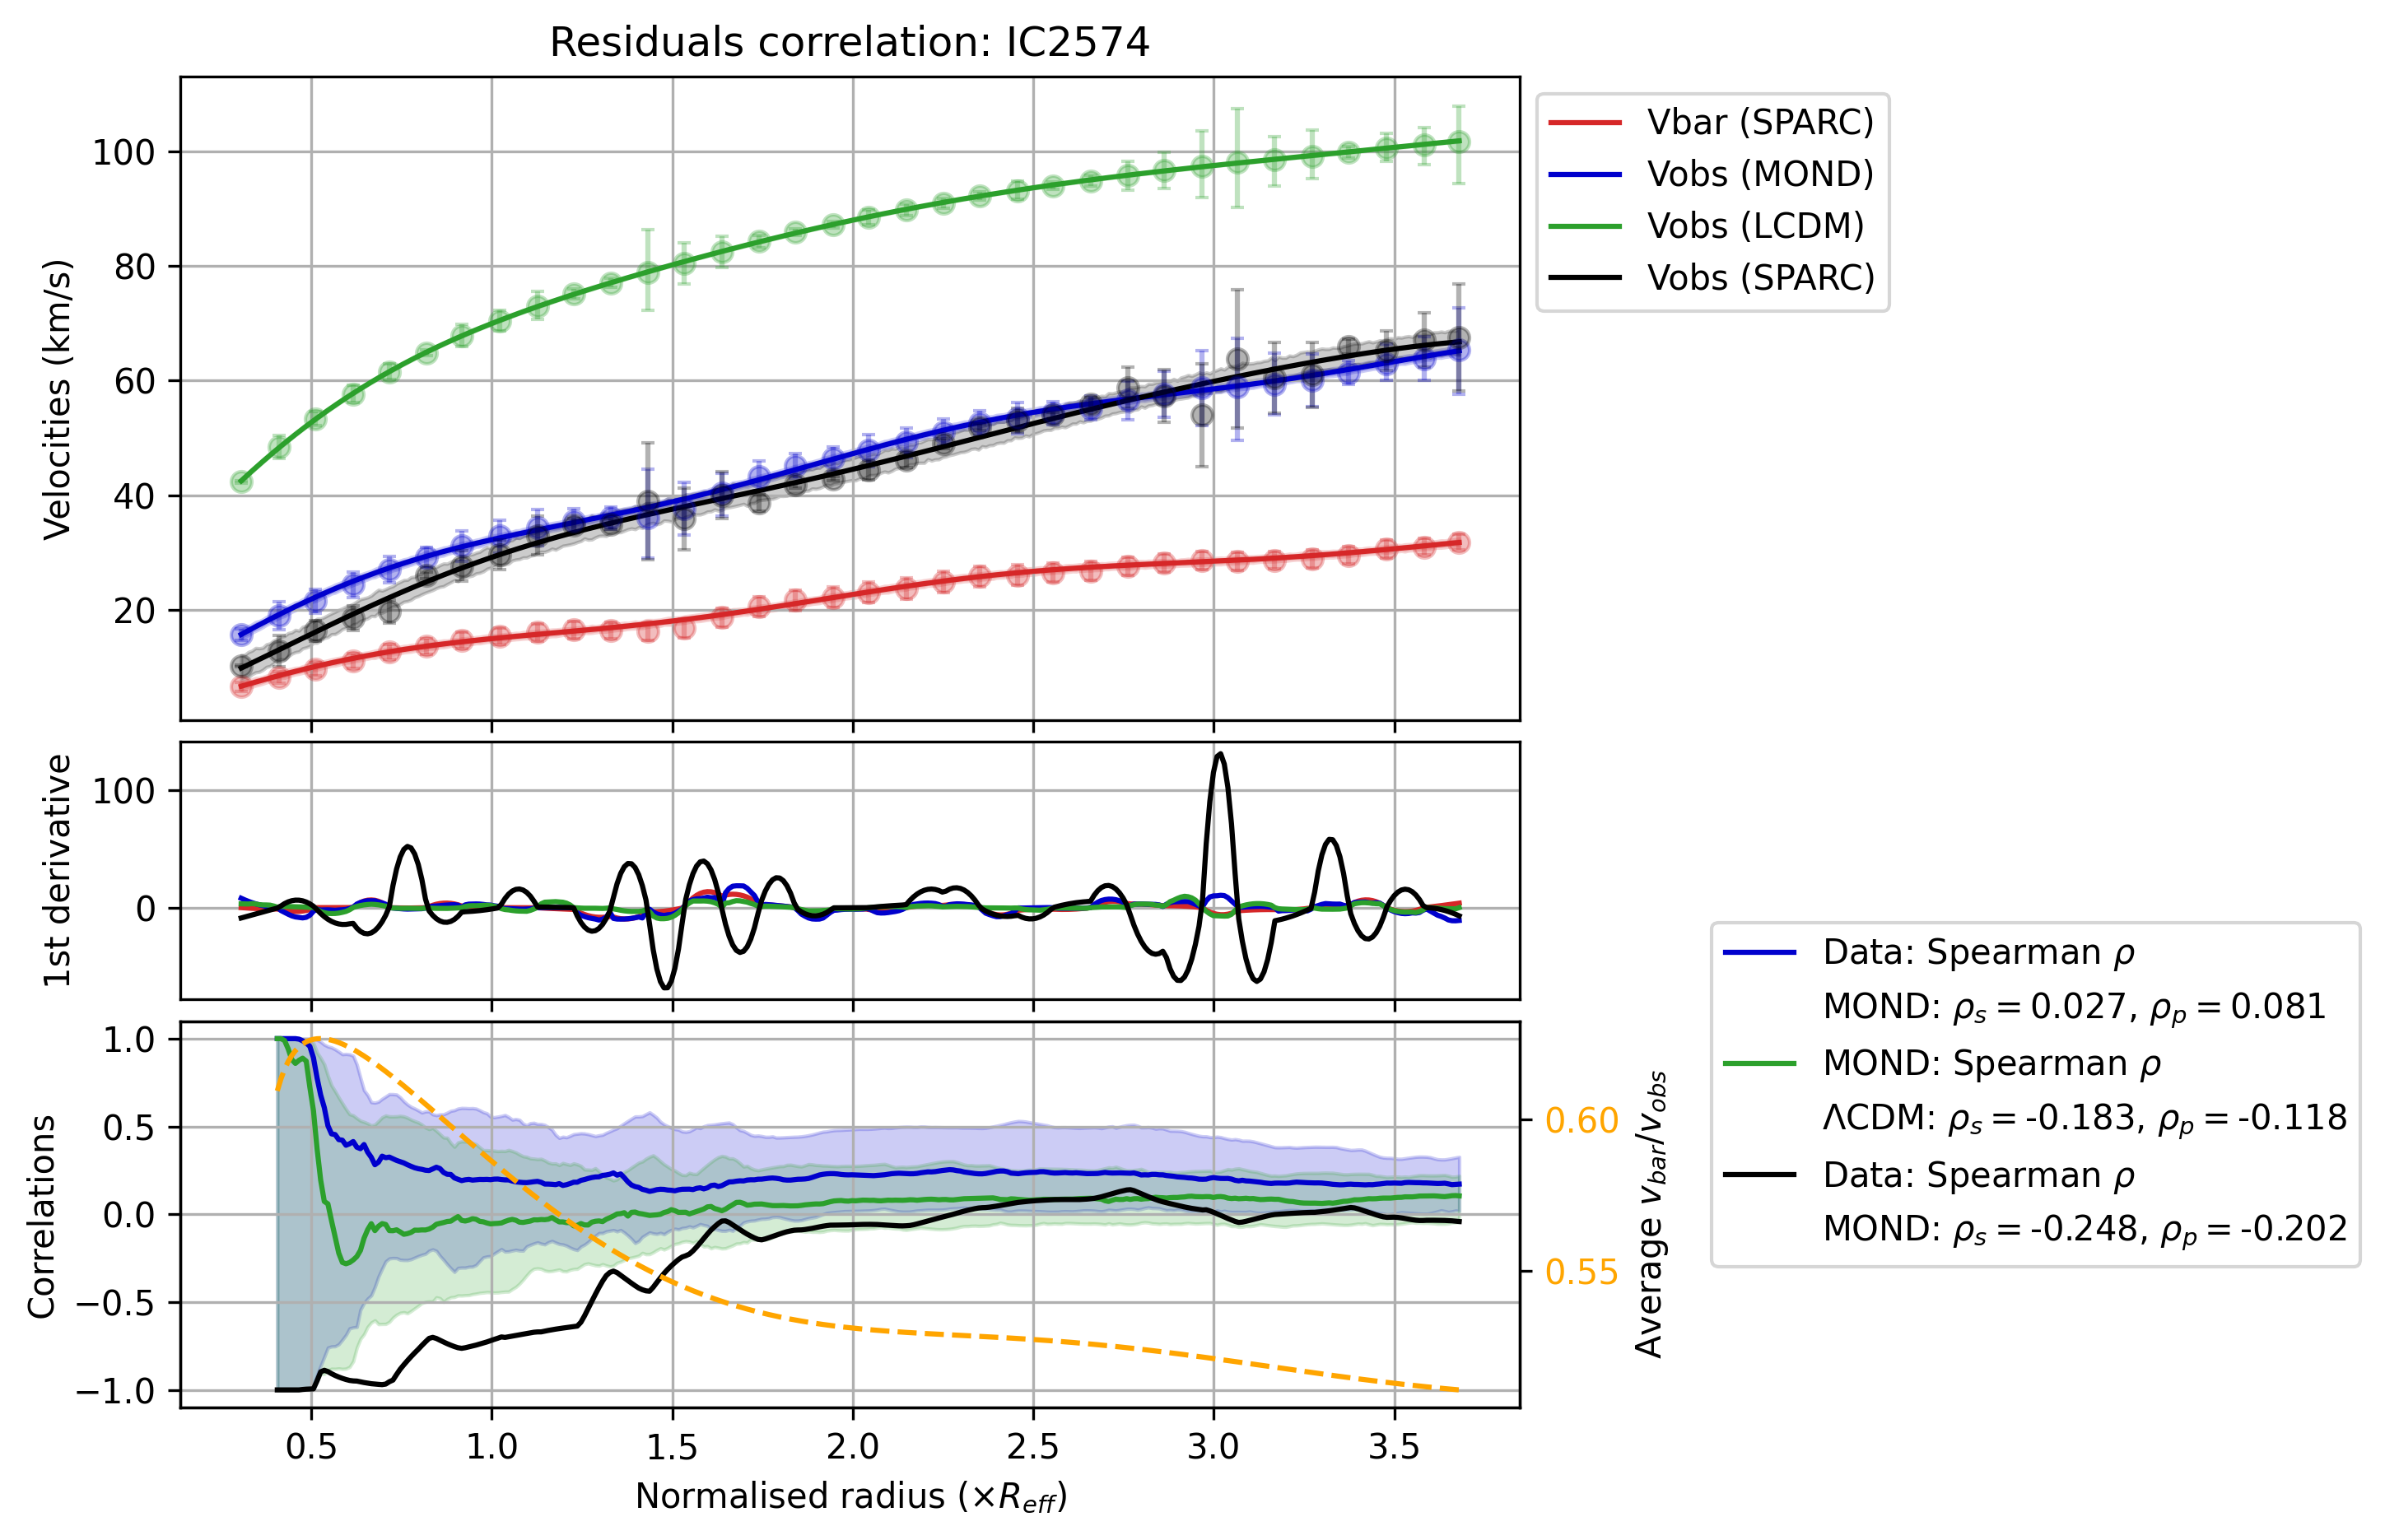 Residuals correlation: IC2574
Velocities (km/s)
100
80
60
40
20
Vbar (SPARC)
Vobs (MOND)
Vobs (LCDM)
Vobs (SPARC)
1st derivative
100
0
Correlations
1.0
0.5
0.0
−0.5
−1.0
0.60
0.55
Average v_bar/v_obs
Data: Spearman ρ
MOND: ρ_s = 0.027, ρ_p = 0.081
MOND: Spearman ρ
ΛCDM: ρ_s = -0.183, ρ_p = -0.118
Data: Spearman ρ
MOND: ρ_s = -0.248, ρ_p = -0.202
0.5 1.0 1.5 2.0 2.5 3.0 3.5
Normalised radius (×R_eff)